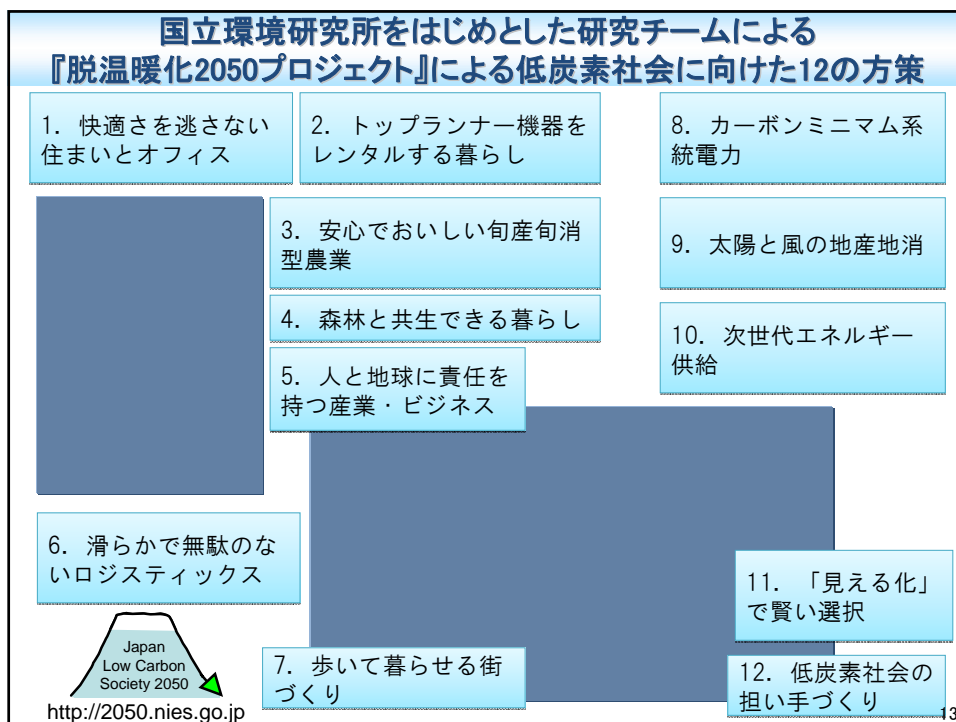 国立環境研究所をはじめとした研究チームによる
『脱温暖化2050プロジェクト』による低炭素社会に向けた12の方策
1. 快適さを逃さない
住まいとオフィス
2. トップランナー機器を
レンタルする暮らし
3. 安心でおいしい旬産旬消
型農業
4. 森林と共生できる暮らし
5. 人と地球に責任を
持つ産業・ビジネス
6. 滑らかで無駄のな
いロジスティックス
7. 歩いて暮らせる街
づくり
8. カーボンミニマム系
統電力
9. 太陽と風の地産地消
10. 次世代エネルギー
供給
11. 「見える化」
で賢い選択
12. 低炭素社会の
担い手づくり
Japan
Low Carbon
Society 2050
http://2050.nies.go.jp
13